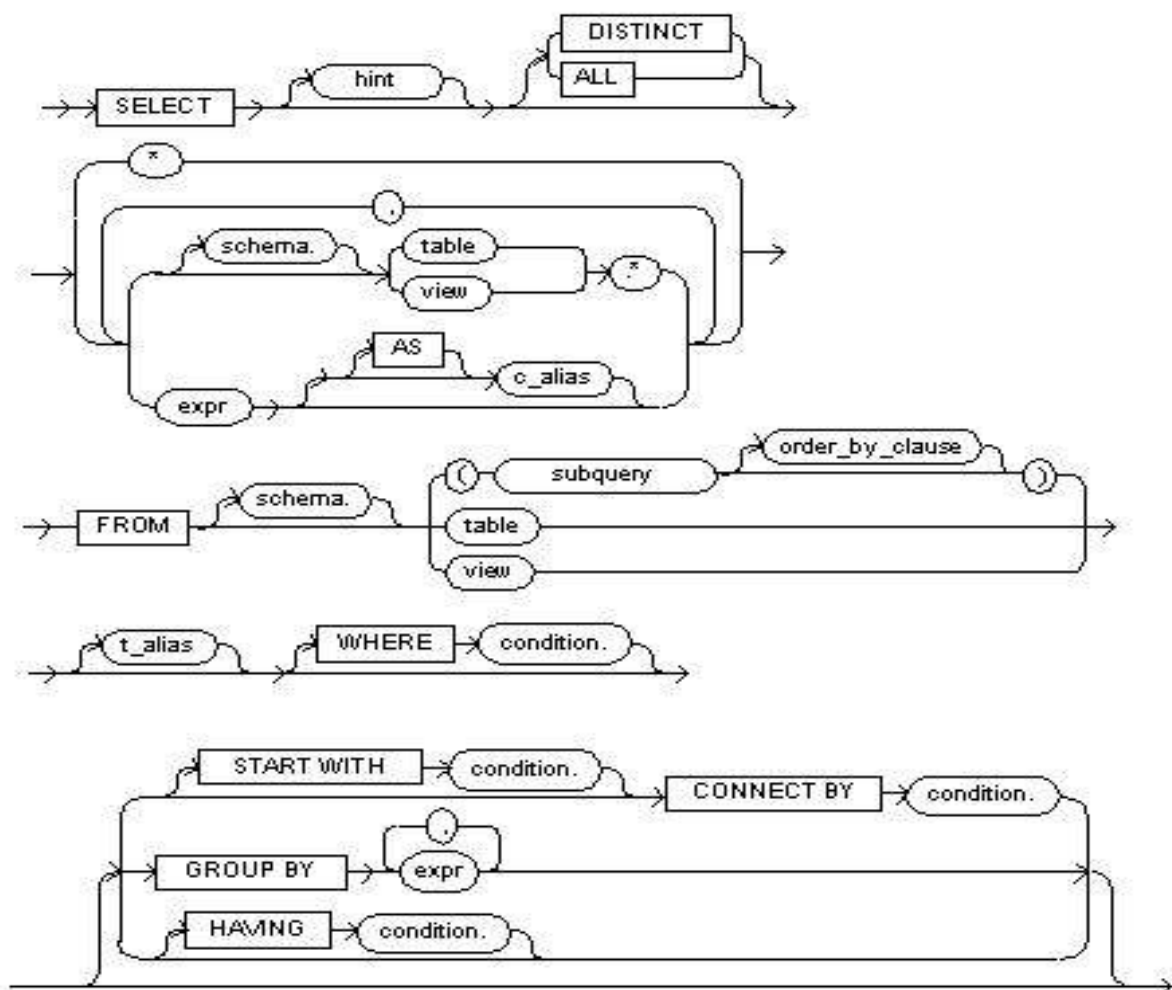 DISTINCT
hint ALL
SELECT
*
,
schema. table
view .*
AS
expr c_alias
order_by_clause
( subquery )
schema.
FROM table
view
t_alias WHERE condition.
START WITH condition. CONNECT BY condition.
,
GROUP BY expr
HAVING condition.